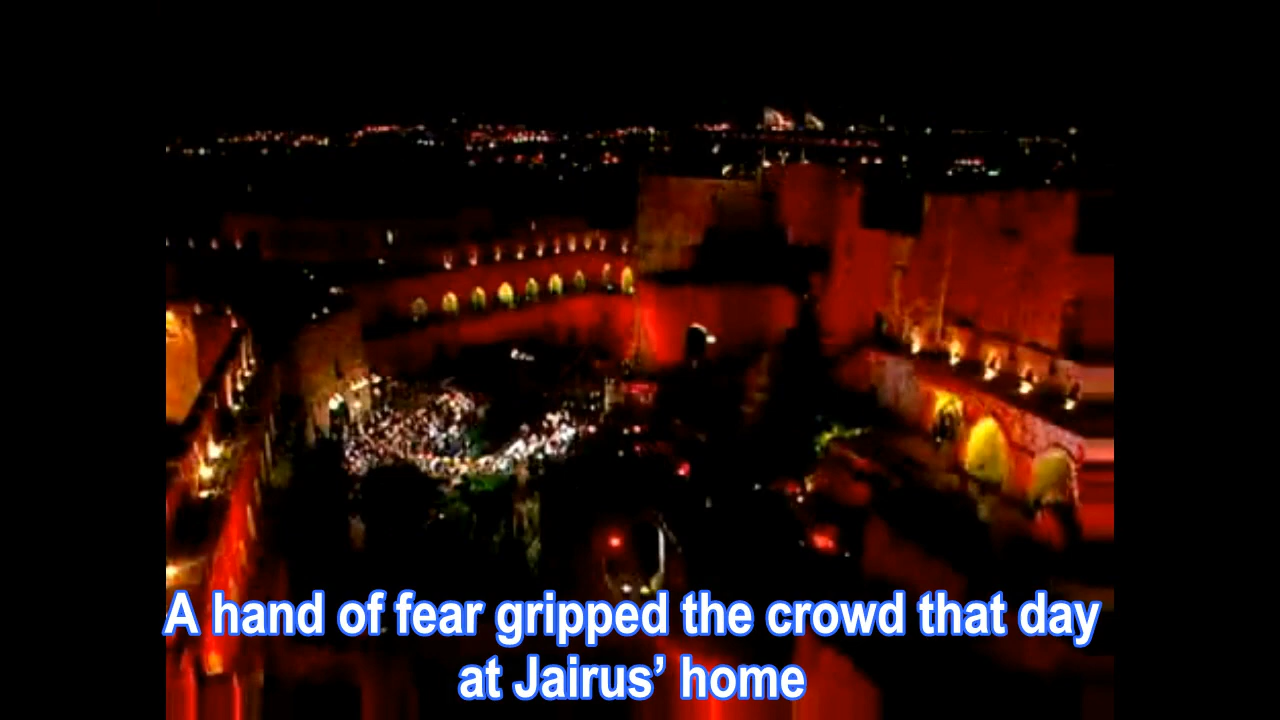 A hand of fear gripped the crowd that day
at Jairus’ home